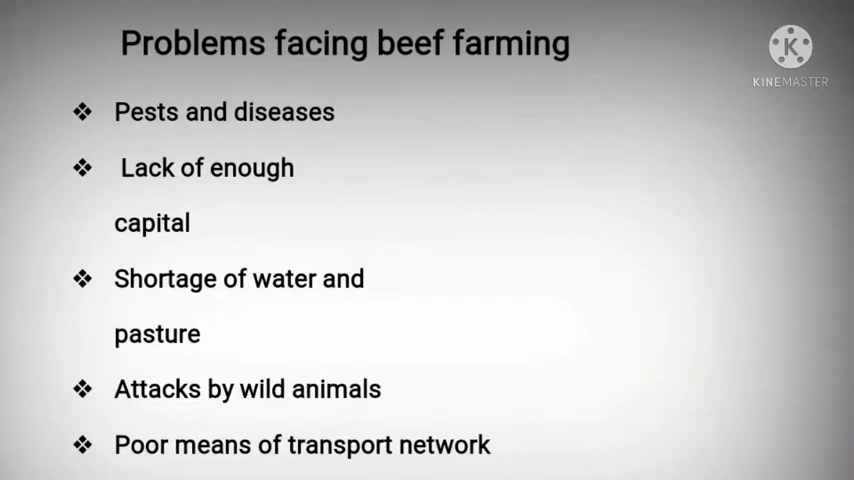 Problems facing beef farming
K
KINEMASTER
❖ Pests and diseases
❖ Lack of enough
capital
❖ Shortage of water and
pasture
❖ Attacks by wild animals
❖ Poor means of transport network